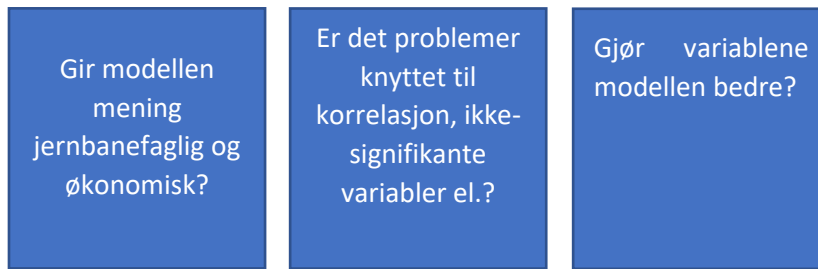 Gir modellen
mening
jernbanefaglig og
økonomisk?
Er det problemer
knyttet til
korrelasjon, ikke-
signifikante
variabler el.?
Gjør variablene
modellen bedre?